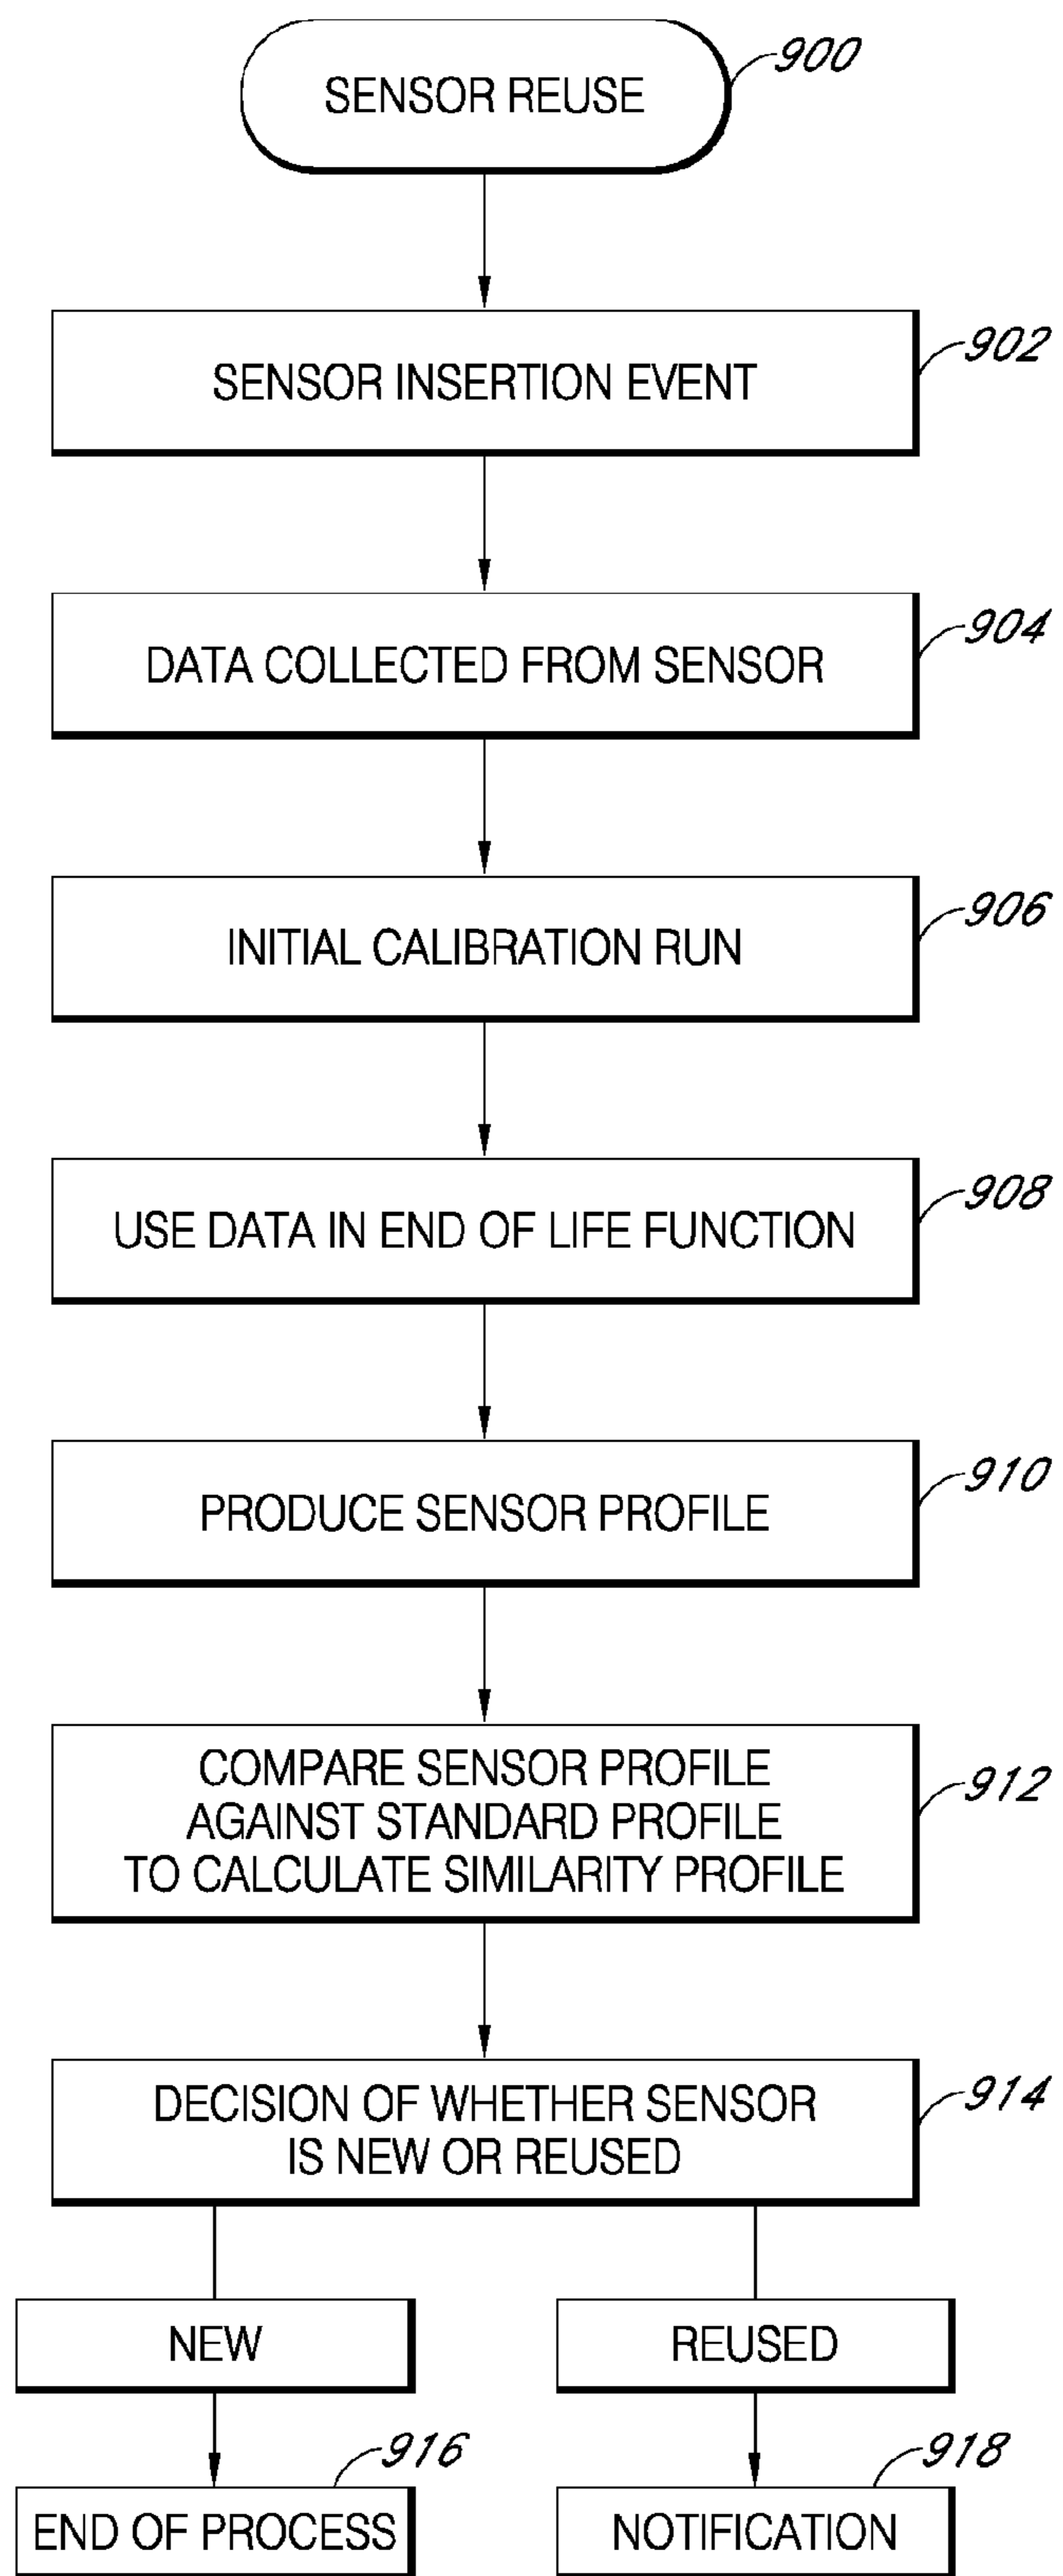 SENSOR REUSE
900
SENSOR INSERTION EVENT
902
DATA COLLECTED FROM SENSOR
904
INITIAL CALIBRATION RUN
906
USE DATA IN END OF LIFE FUNCTION
908
PRODUCE SENSOR PROFILE
910
COMPARE SENSOR PROFILE
AGAINST STANDARD PROFILE
TO CALCULATE SIMILARITY PROFILE
912
DECISION OF WHETHER SENSOR
IS NEW OR REUSED
914
NEW
REUSED
916
918
END OF PROCESS
NOTIFICATION